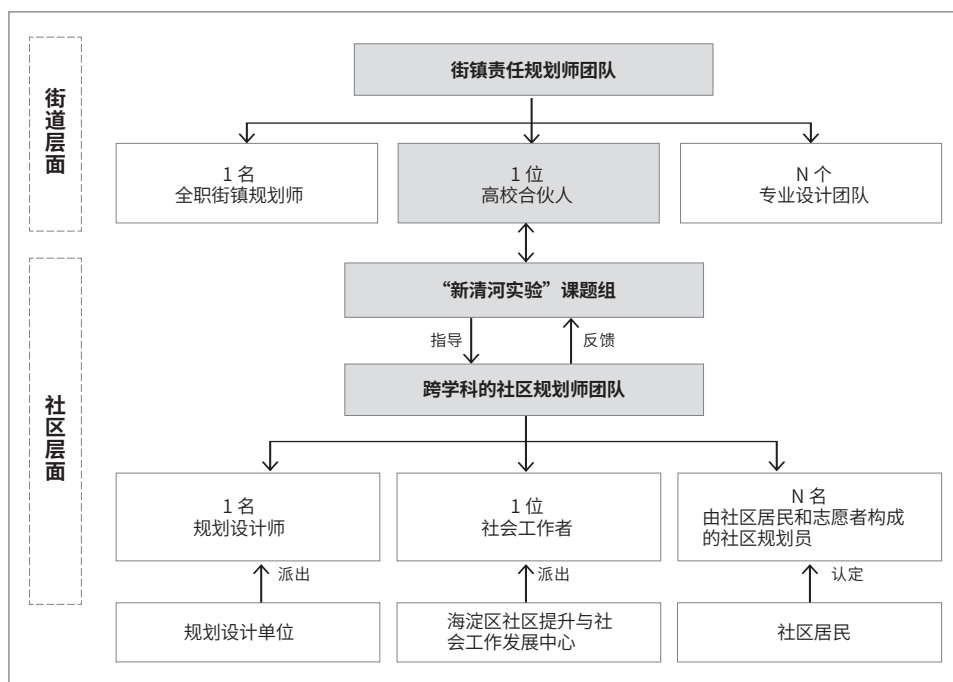 街道层面
街镇责任规划师团队
1 名
全职街镇规划师
1 位
高校合伙人
N 个
专业设计团队
社区层面
“新清河实验”课题组
指导
反馈
跨学科的社区规划师团队
1 名
规划设计师
1 位
社会工作者
N 名
由社区居民和志愿者构成
的社区规划员
派出
派出
认定
规划设计单位
海淀区社区提升与社
会工作发展中心
社区居民